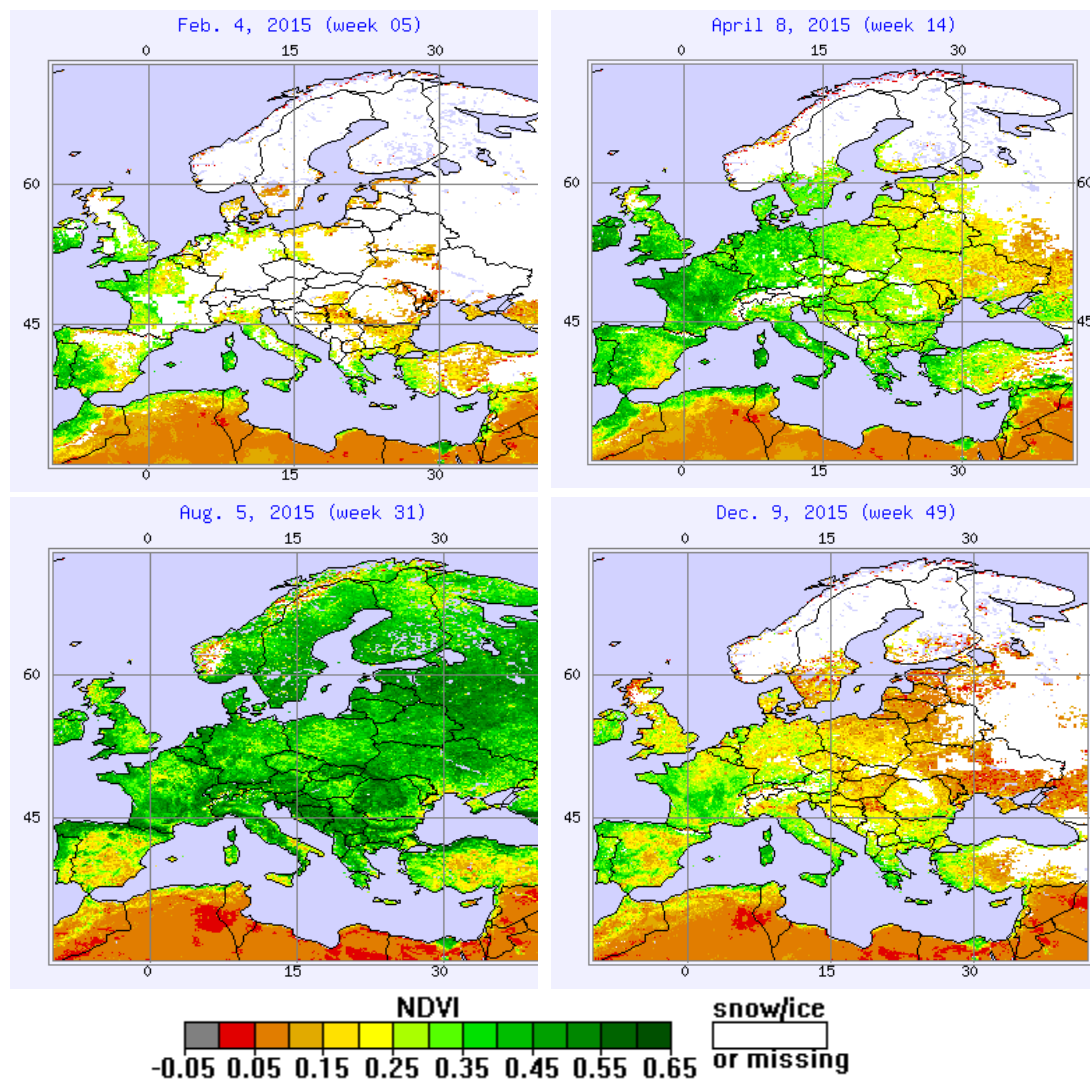 Feb. 4, 2015 (week 05)
0 15 30
60
45
0 15 30
April 8, 2015 (week 14)
0 15 30
60 60
45 45
0 15 30
Aug. 5, 2015 (week 31)
0 15 30
60
45
0 15 30
Dec. 9, 2015 (week 49)
0 15 30
60
45
0 15 30
NDVI
-0.05 0.05 0.15 0.25 0.35 0.45 0.55 0.65
snow/ice
or missing